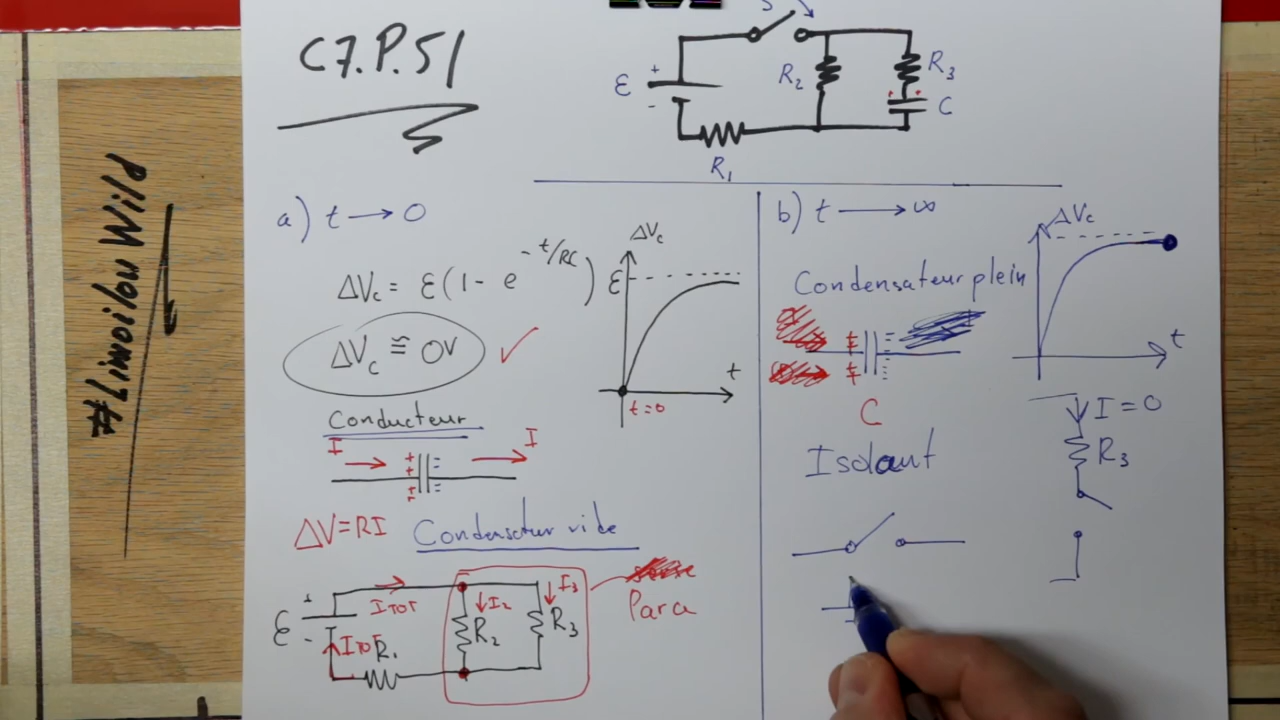 C7.P.51
S
ε
+
-
R2
R3
C
R1
#Limoilou Wild
a) t → 0
ΔVc = ε(1 - e^-t/RC)
ΔVc ≅ 0V
ΔVc
ε
t
t=0
Conducteur
I
I
ΔV=RI
Condensateur vide
ε
+
-
ITOT
ITOT
R1
I2
R2
I3
R3
Para
b) t → ∞
ΔVc
t
Condensateur plein
C
Isolant
I=0
R3